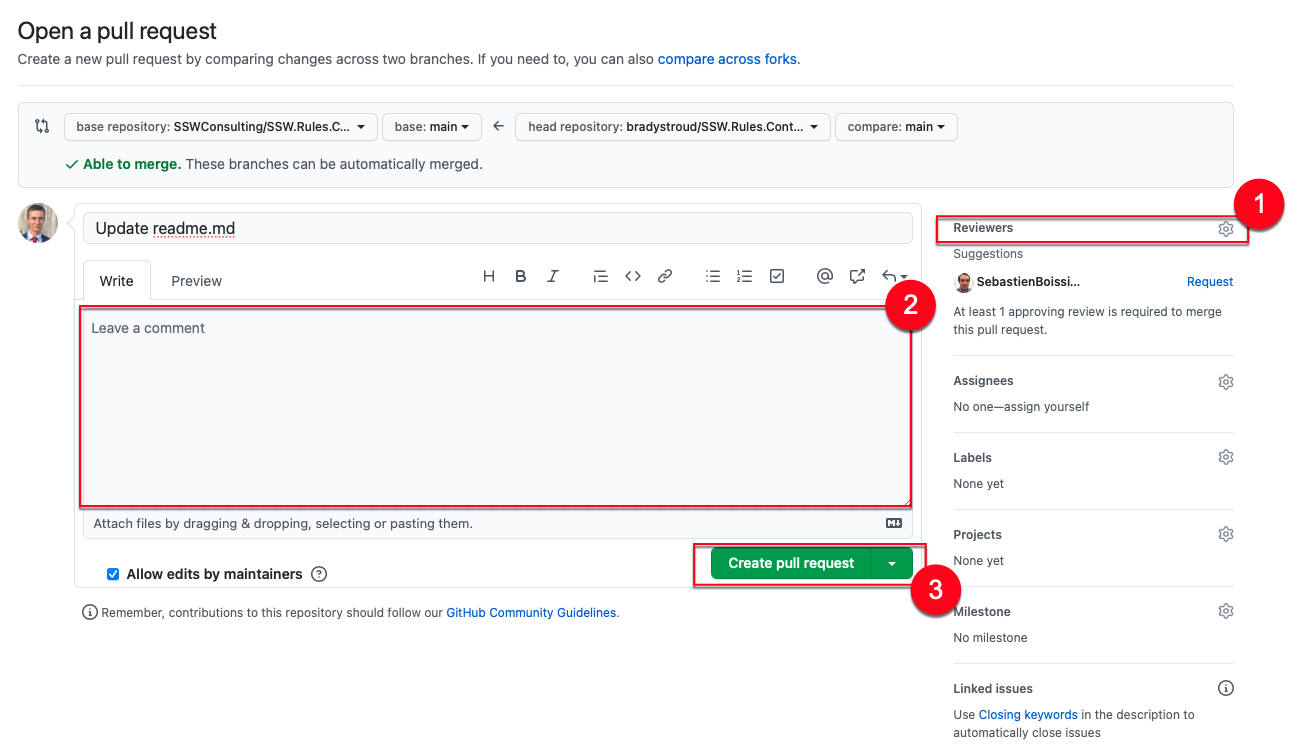 Open a pull request
Create a new pull request by comparing changes across two branches. If you need to, you can also compare across forks.
base repository: SSWConsulting/SSW.Rules.C...
base: main
head repository: bradystroud/SSW.Rules.Cont...
compare: main
Able to merge. These branches can be automatically merged.
Update readme.md
Write
Preview
H B I
Leave a comment
Attach files by dragging & dropping, selecting or pasting them.
Allow edits by maintainers
Create pull request
Remember, contributions to this repository should follow our GitHub Community Guidelines.
1
2
3
Reviewers
Suggestions
SebastienBoissi...
Request
At least 1 approving review is required to merge
this pull request.
Assignees
No one—assign yourself
Labels
None yet
Projects
None yet
Milestone
No milestone
Linked issues
Use Closing keywords in the description to
automatically close issues